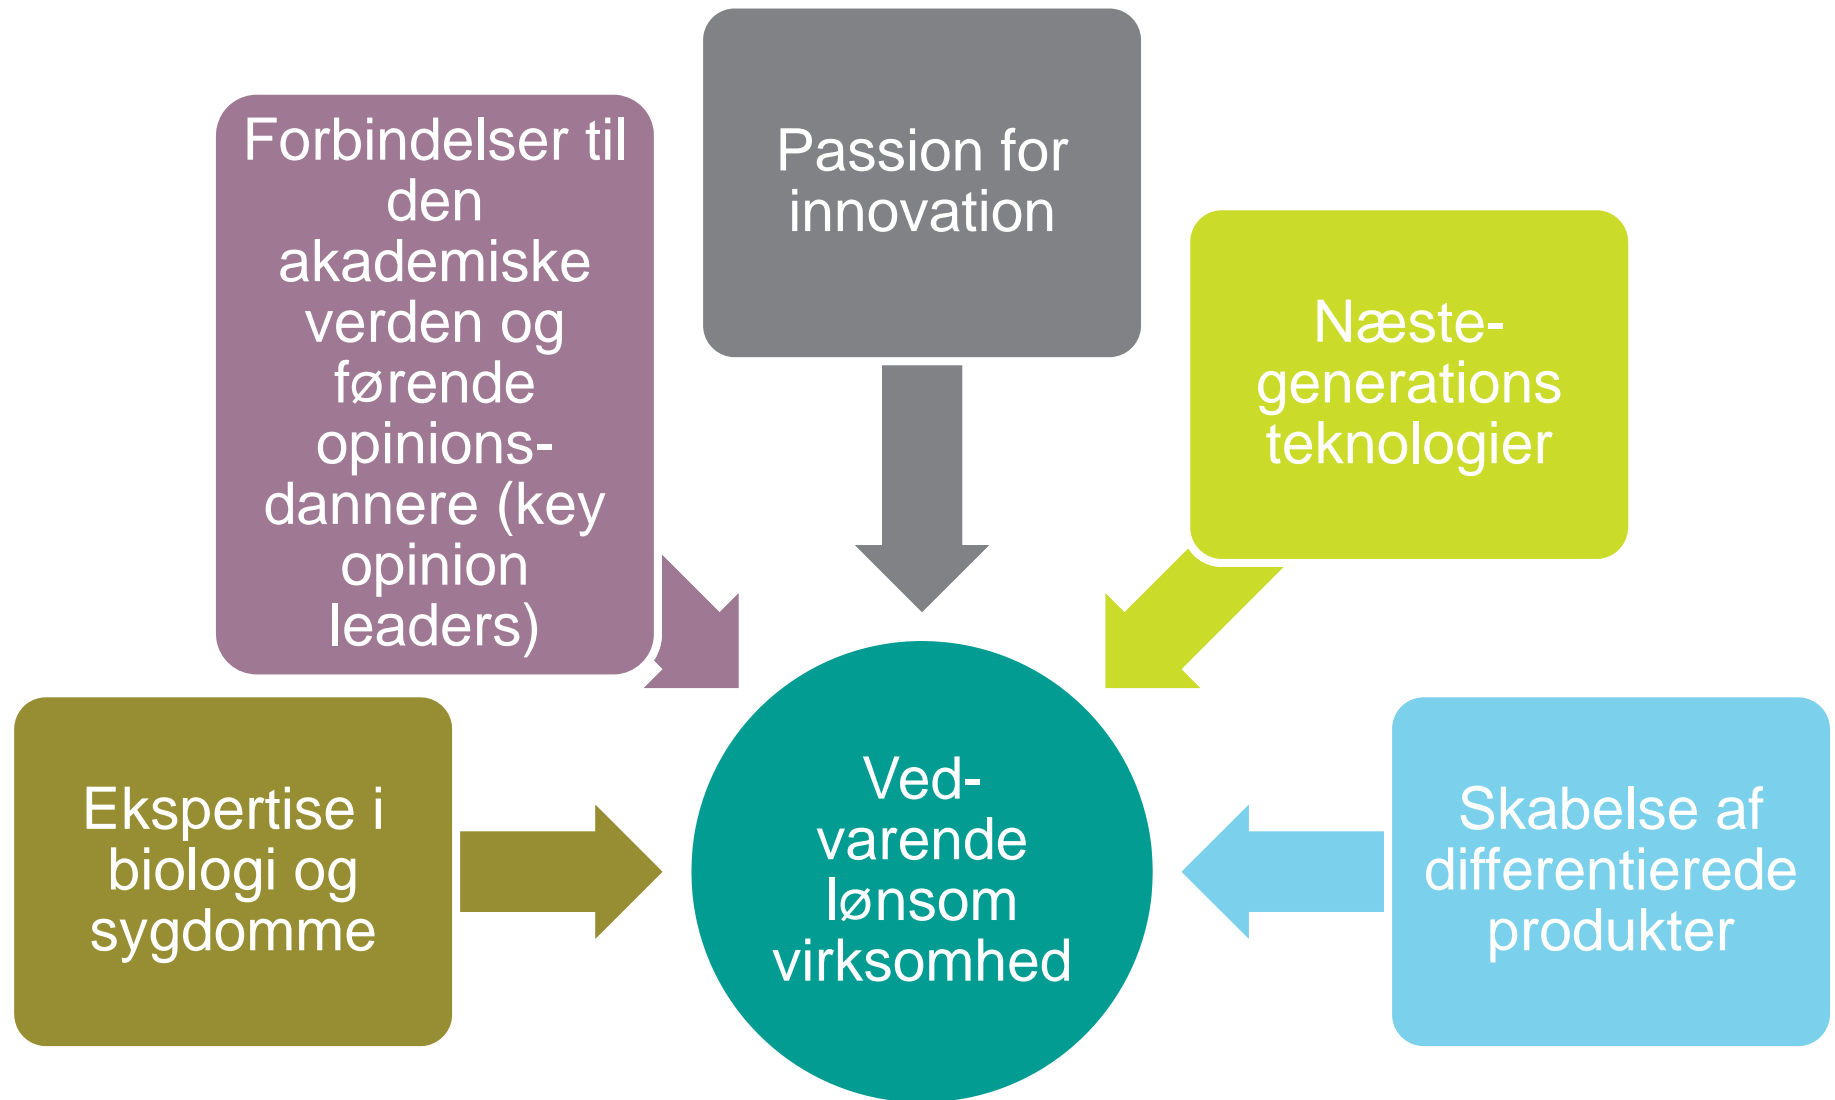 Forbindelser til
den
akademiske
verden og
førende
opinions-
dannere (key
opinion
leaders)
Passion for
innovation
Næste-
generations
teknologier
Ekspertise i
biologi og
sygdomme
Ved-
varende
lønsom
virksomhed
Skabelse af
differentierede
produkter